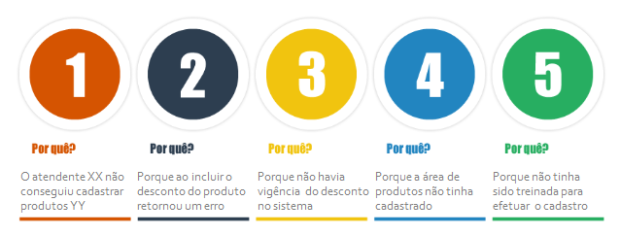 1
2
3
4
5
Por quê?
Por quê?
Por quê?
Por quê?
Por quê?
O atendente XX não
conseguiu cadastrar
produtos YY
Porque ao incluir o
desconto do produto
retornou um erro
Porque não havia
vigência do desconto
no sistema
Porque a área de
produtos não tinha
cadastrado
Porque não tinha
sido treinada para
efetuar o cadastro